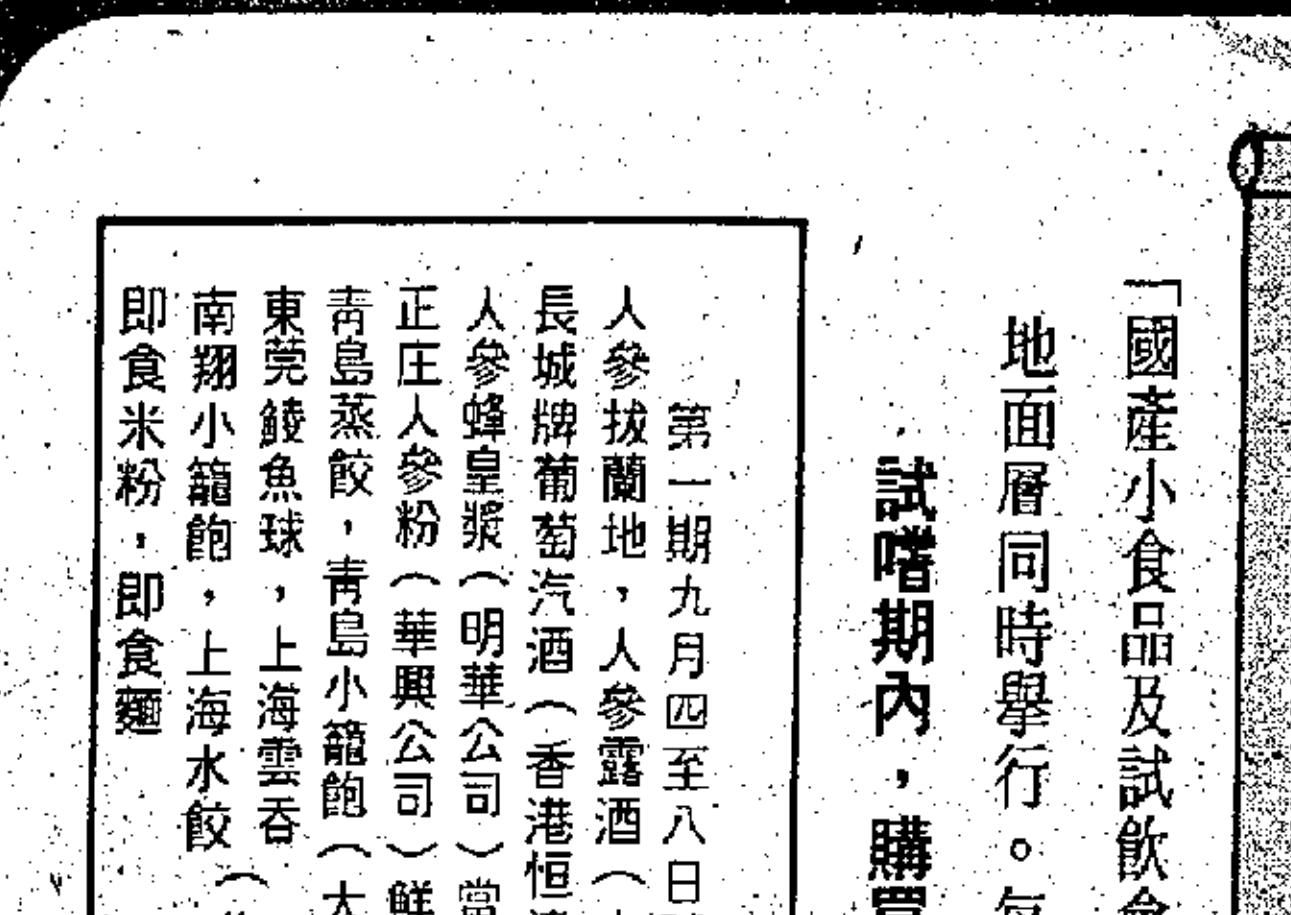 「國產小食品及試飲
地面層同時舉行。每
試嚐期內，購買
第一期九月四至八日
人參拔蘭地，人參露酒（
長城牌葡萄汽酒（香港恒
人參蜂皇漿（明華公司）當
正庄人參粉（華興公司）鮮
青島蒸餃，青島小籠飽（大
東莞鯪魚球，上海雲吞
南翔小籠飽，上海水餃（
即食米粉，即食麵